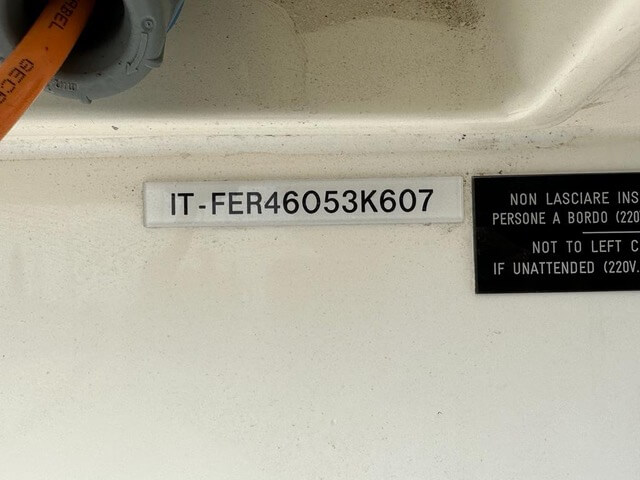 IT-FER46053K607
NON LASCIARE INS
PERSONE A BORDO (220
NOT TO LEFT C
IF UNATTENDED (220V.